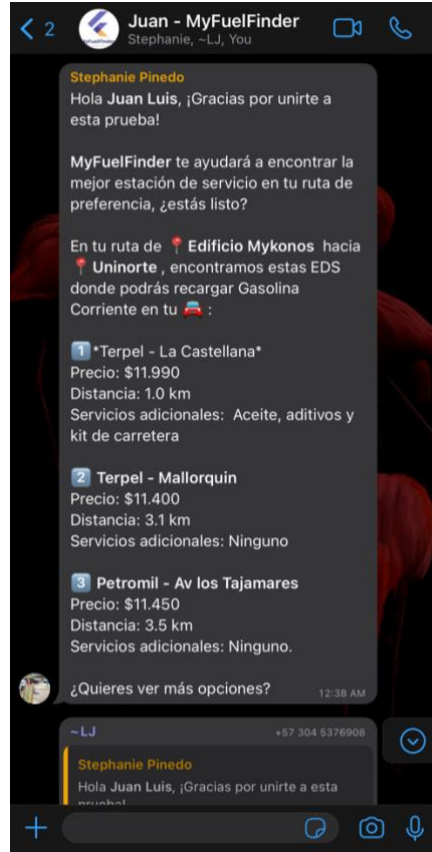 2
Juan - MyFuelFinder
Stephanie, ~LJ, You
Stephanie Pinedo
Hola Juan Luis, ¡Gracias por unirte a
esta prueba!
MyFuelFinder te ayudará a encontrar la
mejor estación de servicio en tu ruta de
preferencia, ¿estás listo?
En tu ruta de 📍 Edificio Mykonos hacia
📍 Uninorte , encontramos estas EDS
donde podrás recargar Gasolina
Corriente en tu 🚘 :
1️⃣ *Terpel - La Castellana*
Precio: $11.990
Distancia: 1.0 km
Servicios adicionales: Aceite, aditivos y
kit de carretera
2️⃣ Terpel - Mallorquin
Precio: $11.400
Distancia: 3.1 km
Servicios adicionales: Ninguno
3️⃣ Petromil - Av los Tajamares
Precio: $11.450
Distancia: 3.5 km
Servicios adicionales: Ninguno.
¿Quieres ver más opciones?
12:38 AM
~LJ
+57 304 5376908
Stephanie Pinedo
Hola Juan Luis, ¡Gracias por unirte a esta
prueba!